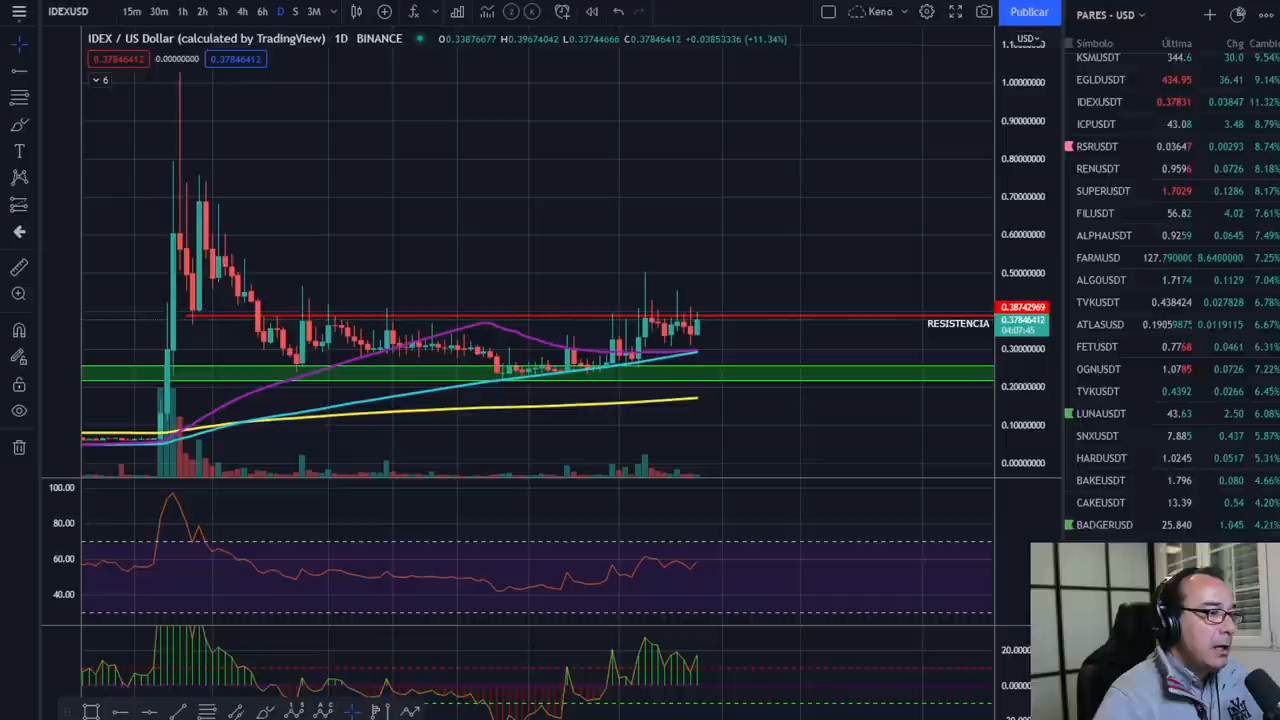 IDEXUSD 15m 30m 1h 2h 3h 4h 6h D S 3M Keno Publicar
PARES - USD
IDEX / US Dollar (calculated by TradingView) 1D BINANCE O0.33876677 H0.39674042 L0.33744666 C0.37846412 +0.03853336 (+11.34%)
USD
0.37846412 0.00000000 0.37846412
6
1.00000000
0.90000000
0.80000000
0.70000000
0.60000000
0.50000000
0.38742969
RESISTENCIA
0.37846412
04:07:45
0.30000000
0.20000000
0.10000000
0.00000000
100.00
80.00
60.00
40.00
20.00
0.0000
Símbolo Última Chg Cambio
KSMUSDT 344.6 30.0 9.54%
EGLDUSDT 434.95 36.41 9.14%
IDEXUSDT 0.37831 0.03847 11.32%
ICPUSDT 43.08 3.48 8.79%
RSRUSDT 0.03647 0.00293 8.74%
RENUSDT 0.9596 0.0726 8.18%
SUPERUSDT 1.7029 0.1286 8.17%
FILUSDT 56.82 4.02 7.61%
ALPHAUSDT 0.9259 0.0645 7.49%
FARMUSD 127.790000 8.6400000 7.25%
ALGOUSDT 1.7174 0.1129 7.04%
TVKUSDT 0.438424 0.027828 6.78%
ATLASUSD 0.19059875 0.0119115 6.67%
FETUSDT 0.7768 0.0461 6.31%
OGNUSDT 1.0785 0.0726 7.22%
TVKUSDT 0.4392 0.0266 6.45%
LUNAUSDT 43.63 2.50 6.08%
SNXUSDT 7.885 0.437 5.87%
HARDUSDT 1.0245 0.0517 5.31%
BAKEUSDT 1.796 0.080 4.66%
CAKEUSDT 13.39 0.54 4.20%
BADGERUSD 25.840 1.045 4.21%